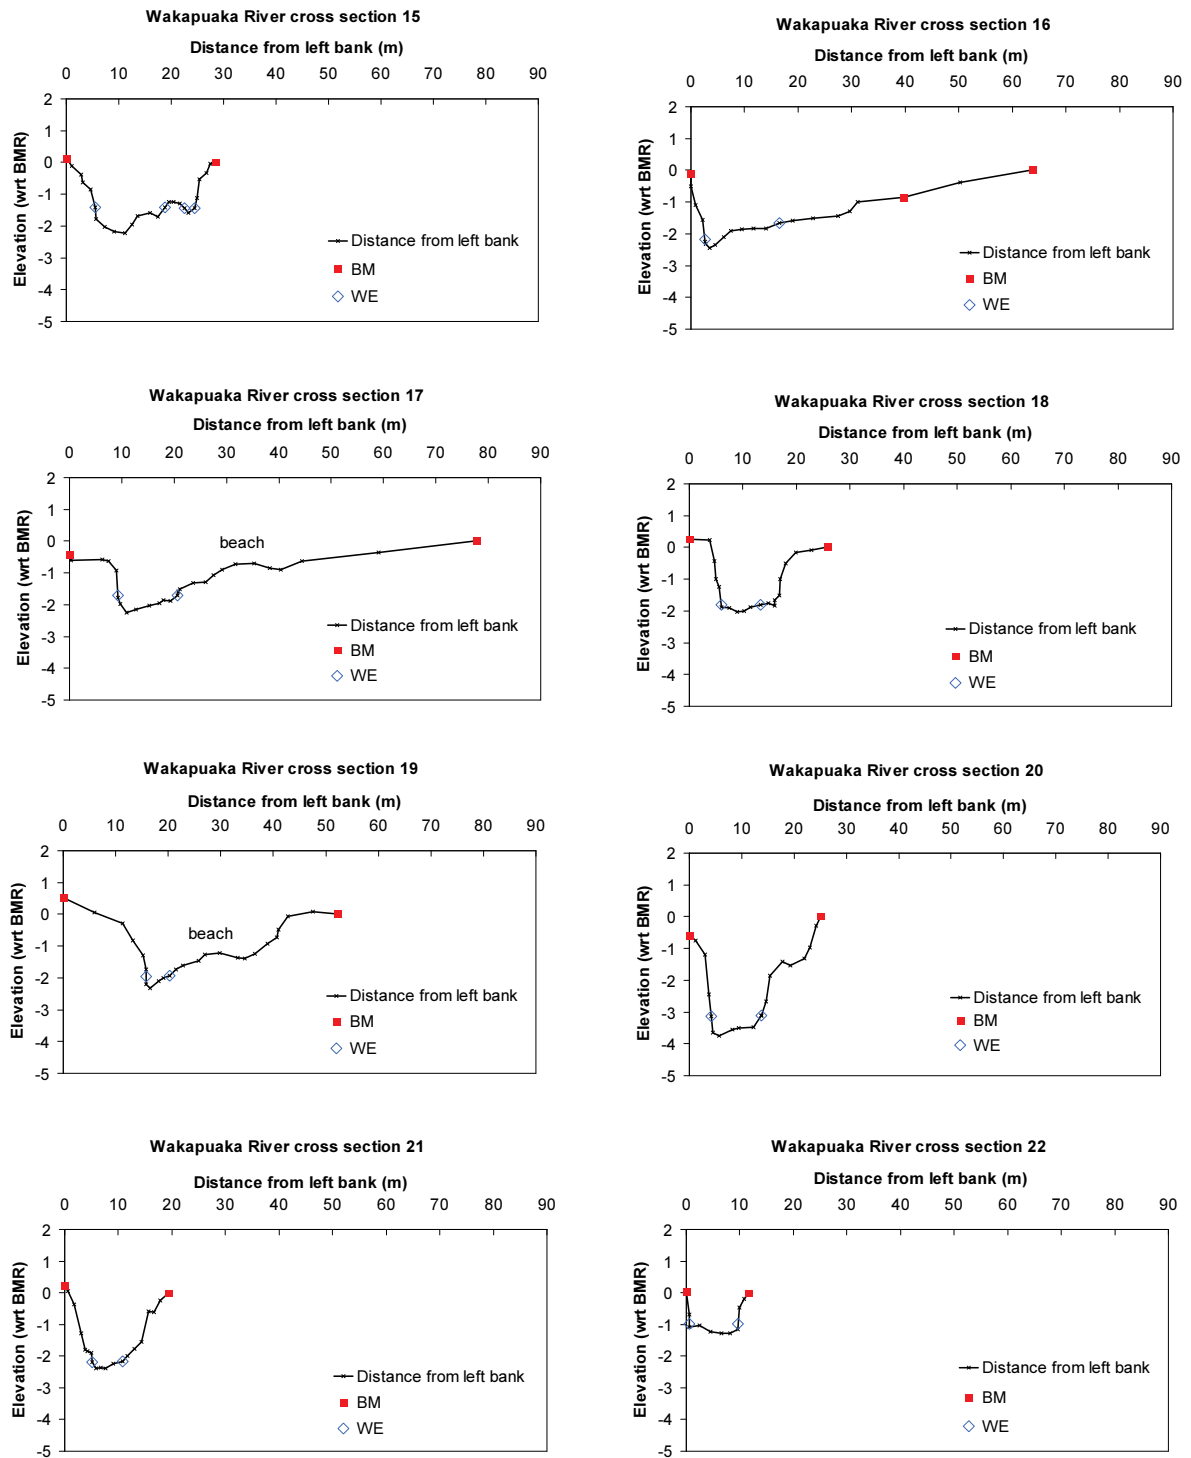 Wakapuaka River cross section 15
Distance from left bank (m)
0 10 20 30 40 50 60 70 80 90
2
1
0
-1
-2
-3
-4
-5
Elevation (wrt BMR)
Distance from left bank
BM
WE
Wakapuaka River cross section 16
Distance from left bank (m)
0 10 20 30 40 50 60 70 80 90
2
1
0
-1
-2
-3
-4
-5
Elevation (wrt BMR)
Distance from left bank
BM
WE
Wakapuaka River cross section 17
Distance from left bank (m)
0 10 20 30 40 50 60 70 80 90
2
1
0
-1
-2
-3
-4
-5
Elevation (wrt BMR)
beach
Distance from left bank
BM
WE
Wakapuaka River cross section 18
Distance from left bank (m)
0 10 20 30 40 50 60 70 80 90
2
1
0
-1
-2
-3
-4
-5
Elevation (wrt BMR)
Distance from left bank
BM
WE
Wakapuaka River cross section 19
Distance from left bank (m)
0 10 20 30 40 50 60 70 80 90
2
1
0
-1
-2
-3
-4
-5
Elevation (wrt BMR)
beach
Distance from left bank
BM
WE
Wakapuaka River cross section 20
Distance from left bank (m)
0 10 20 30 40 50 60 70 80 90
2
1
0
-1
-2
-3
-4
-5
Elevation (wrt BMR)
Distance from left bank
BM
WE
Wakapuaka River cross section 21
Distance from left bank (m)
0 10 20 30 40 50 60 70 80 90
2
1
0
-1
-2
-3
-4
-5
Elevation (wrt BMR)
Distance from left bank
BM
WE
Wakapuaka River cross section 22
Distance from left bank (m)
0 10 20 30 40 50 60 70 80 90
2
1
0
-1
-2
-3
-4
-5
Elevation (wrt BMR)
Distance from left bank
BM
WE